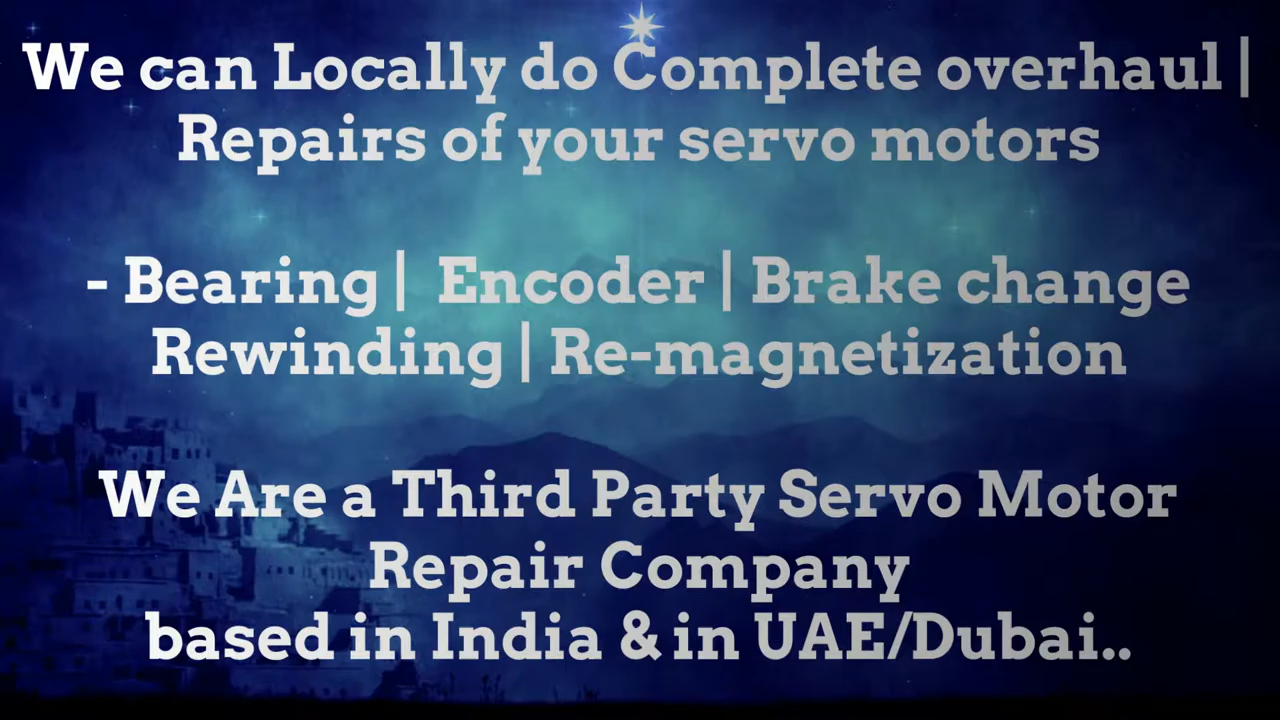 We can Locally do Complete overhaul |
Repairs of your servo motors
- Bearing | Encoder | Brake change
Rewinding | Re-magnetization
We Are a Third Party Servo Motor
Repair Company
based in India & in UAE/Dubai..